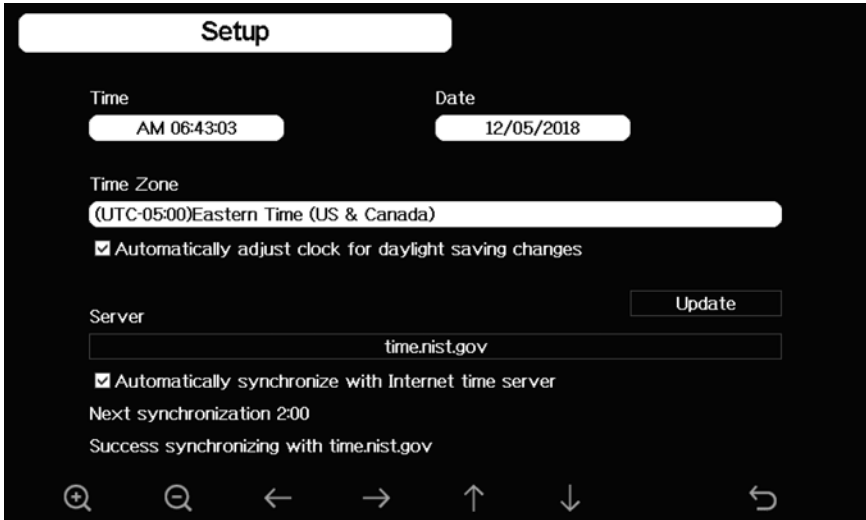 Setup
Time
Date
AM 06:43:03
12/05/2018
Time Zone
(UTC-05:00)Eastern Time (US & Canada)
Automatically adjust clock for daylight saving changes
Update
Server
time.nist.gov
Automatically synchronize with Internet time server
Next synchronization 2:00
Success synchronizing with time.nist.gov